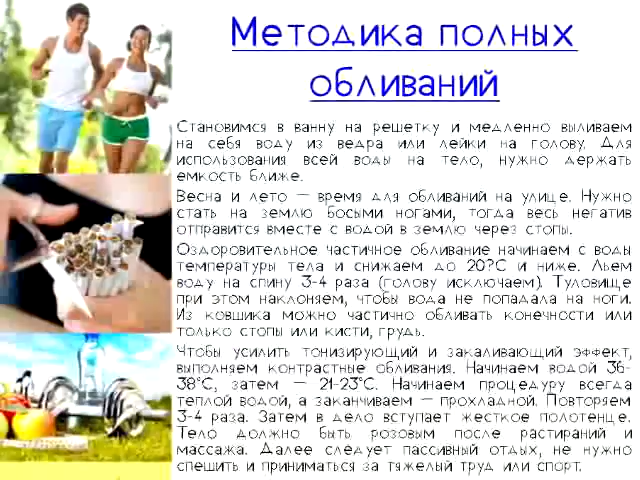 Методика полных
обливаний
Становимся в ванну на решетку и медленно выливаем
на себя воду из ведра или лейки на голову. Для
использования всей воды на тело, нужно держать
емкость ближе.
Весна и лето — время для обливаний на улице. Нужно
стать на землю босыми ногами, тогда весь негатив
отправится вместе с водой в землю через стопы.
Оздоровительное частичное обливание начинаем с воды
температуры тела и снижаем до 20?С и ниже. Льем
воду на спину 3-4 раза (голову исключаем). Туловище
при этом наклоняем, чтобы вода не попадала на ноги.
Из ковшика можно частично обливать конечности или
только стопы или кисти, грудь.
Чтобы усилить тонизирующий и закаливающий эффект,
выполняем контрастные обливания. Начинаем водой 36-
38°С, затем — 21-23°С. Начинаем процедуру всегда
теплой водой, а заканчиваем — прохладной. Повторяем
3-4 раза. Затем в дело вступает жесткое полотенце.
Тело должно быть розовым после растираний и
массажа. Далее следует пассивный отдых, не нужно
спешить и приниматься за тяжелый труд или спорт.